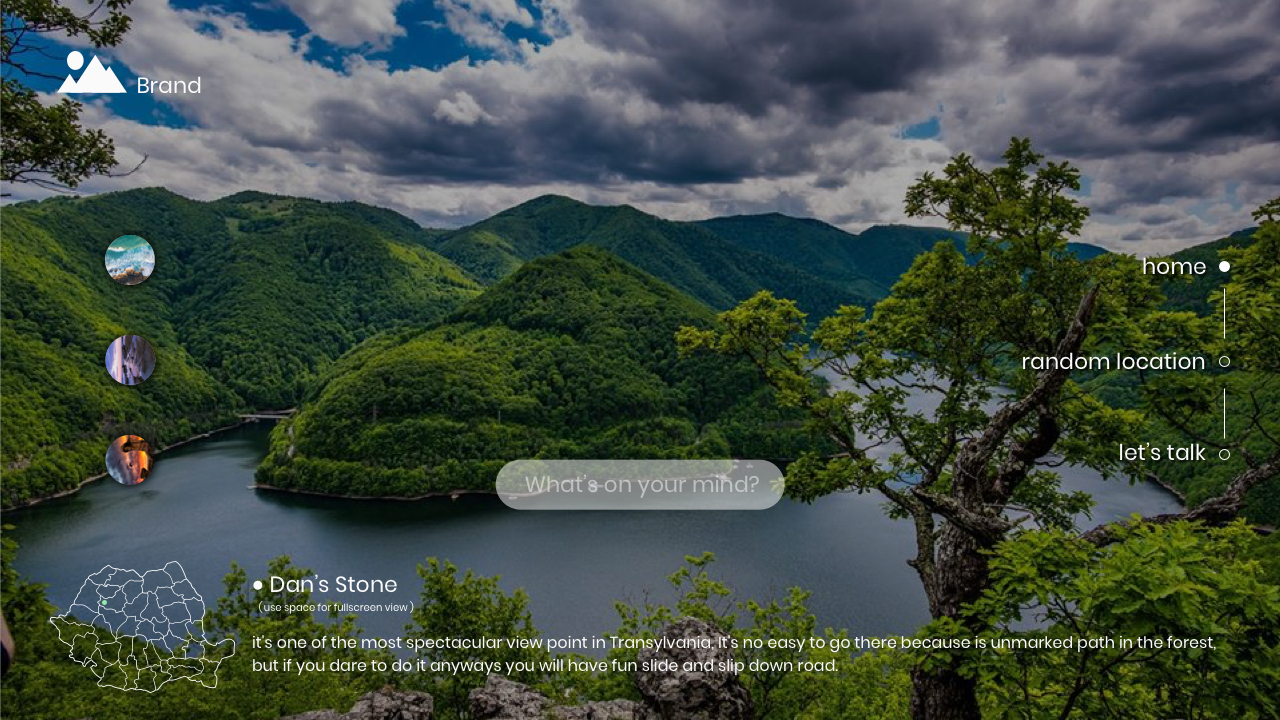 Brand
home
random location
What's on your mind?
let's talk
Dan's Stone
( use space for fullscreen view )
it's one of the most spectacular view point in Transylvania. It's no easy to go there because is unmarked path in the forest,
but if you dare to do it anyways you will have fun slide and slip down road.